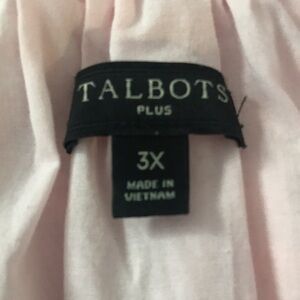 TALBOTS
PLUS
3X
MADE IN
VIETNAM